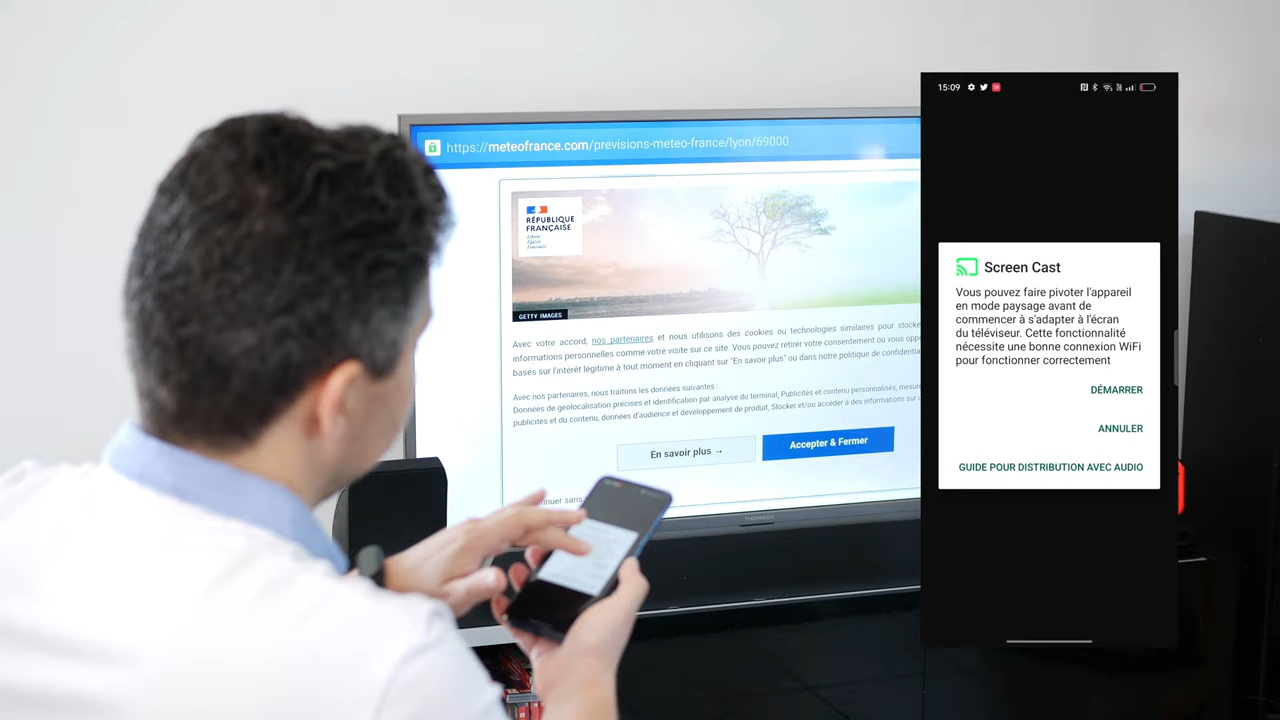 https://meteofrance.com/previsions-meteo-france/lyon/69000
RÉPUBLIQUE
FRANÇAISE
Liberté
Égalité
Fraternité
GETTY IMAGES
Avec votre accord, nos partenaires et nous utilisons des cookies ou technologies similaires pour
informations personnelles comme votre visite sur ce site. Vous pouvez retirer votre consentement ou vous
basés sur l'intérêt légitime à tout moment en cliquant sur "En savoir plus" ou dans notre politique de
Avec nos partenaires, nous traitons les données suivantes :
Données de géolocalisation précises et identification par analyse du terminal, Publicités et contenu personnalisés,
publicités et du contenu, données d'audience et développement de produit, Stocker et/ou accéder à des informations sur
En savoir plus →
Accepter & Fermer
tinuer sans
THOMSON
15:09
Screen Cast
Vous pouvez faire pivoter l'appareil
en mode paysage avant de
commencer à s'adapter à l'écran
du téléviseur. Cette fonctionnalité
nécessite une bonne connexion WiFi
pour fonctionner correctement
DÉMARRER
ANNULER
GUIDE POUR DISTRIBUTION AVEC AUDIO